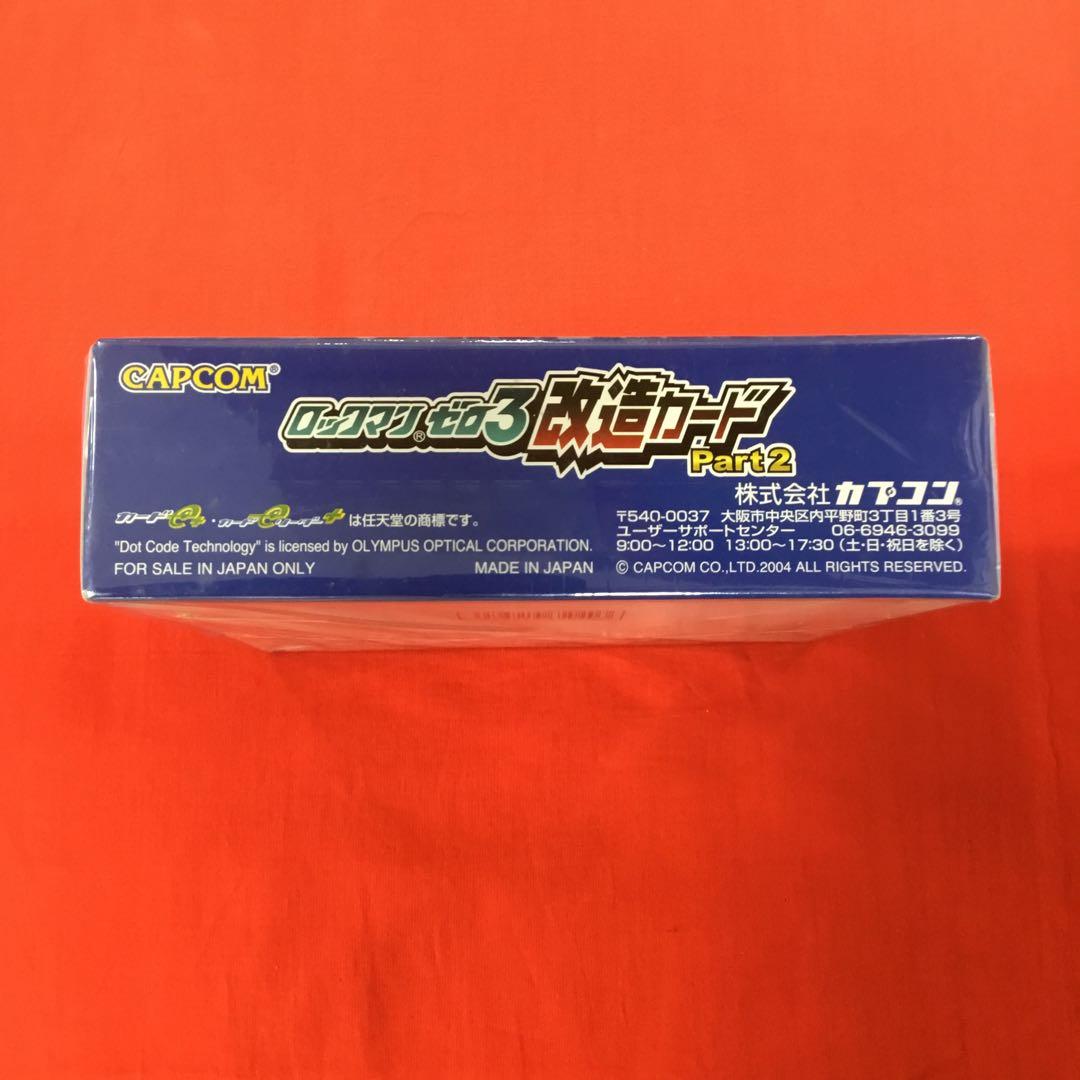 CAPCOM®
ロックマン®ゼロ3 改造カード
Part2
株式会社 カプコン®
カードe+・カードeリーダー+ は任天堂の商標です。
"Dot Code Technology" is licensed by OLYMPUS OPTICAL CORPORATION.
FOR SALE IN JAPAN ONLY MADE IN JAPAN
〒540-0037 大阪市中央区内平野町3丁目1番3号
ユーザーサポートセンター 06-6946-3099
9:00〜12:00 13:00〜17:30 (土・日・祝日を除く)
© CAPCOM CO.,LTD.2004 ALL RIGHTS RESERVED.